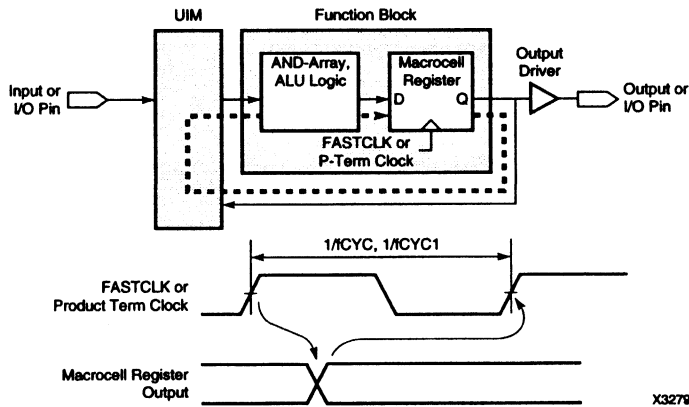 UIM
Function Block
Input or
I/O Pin
AND-Array,
ALU Logic
Macrocell
Register
D
Q
FASTCLK or
P-Term Clock
Output
Driver
Output or
I/O Pin
1/fCYC, 1/fCYC1
FASTCLK or
Product Term Clock
Macrocell Register
Output
X3279